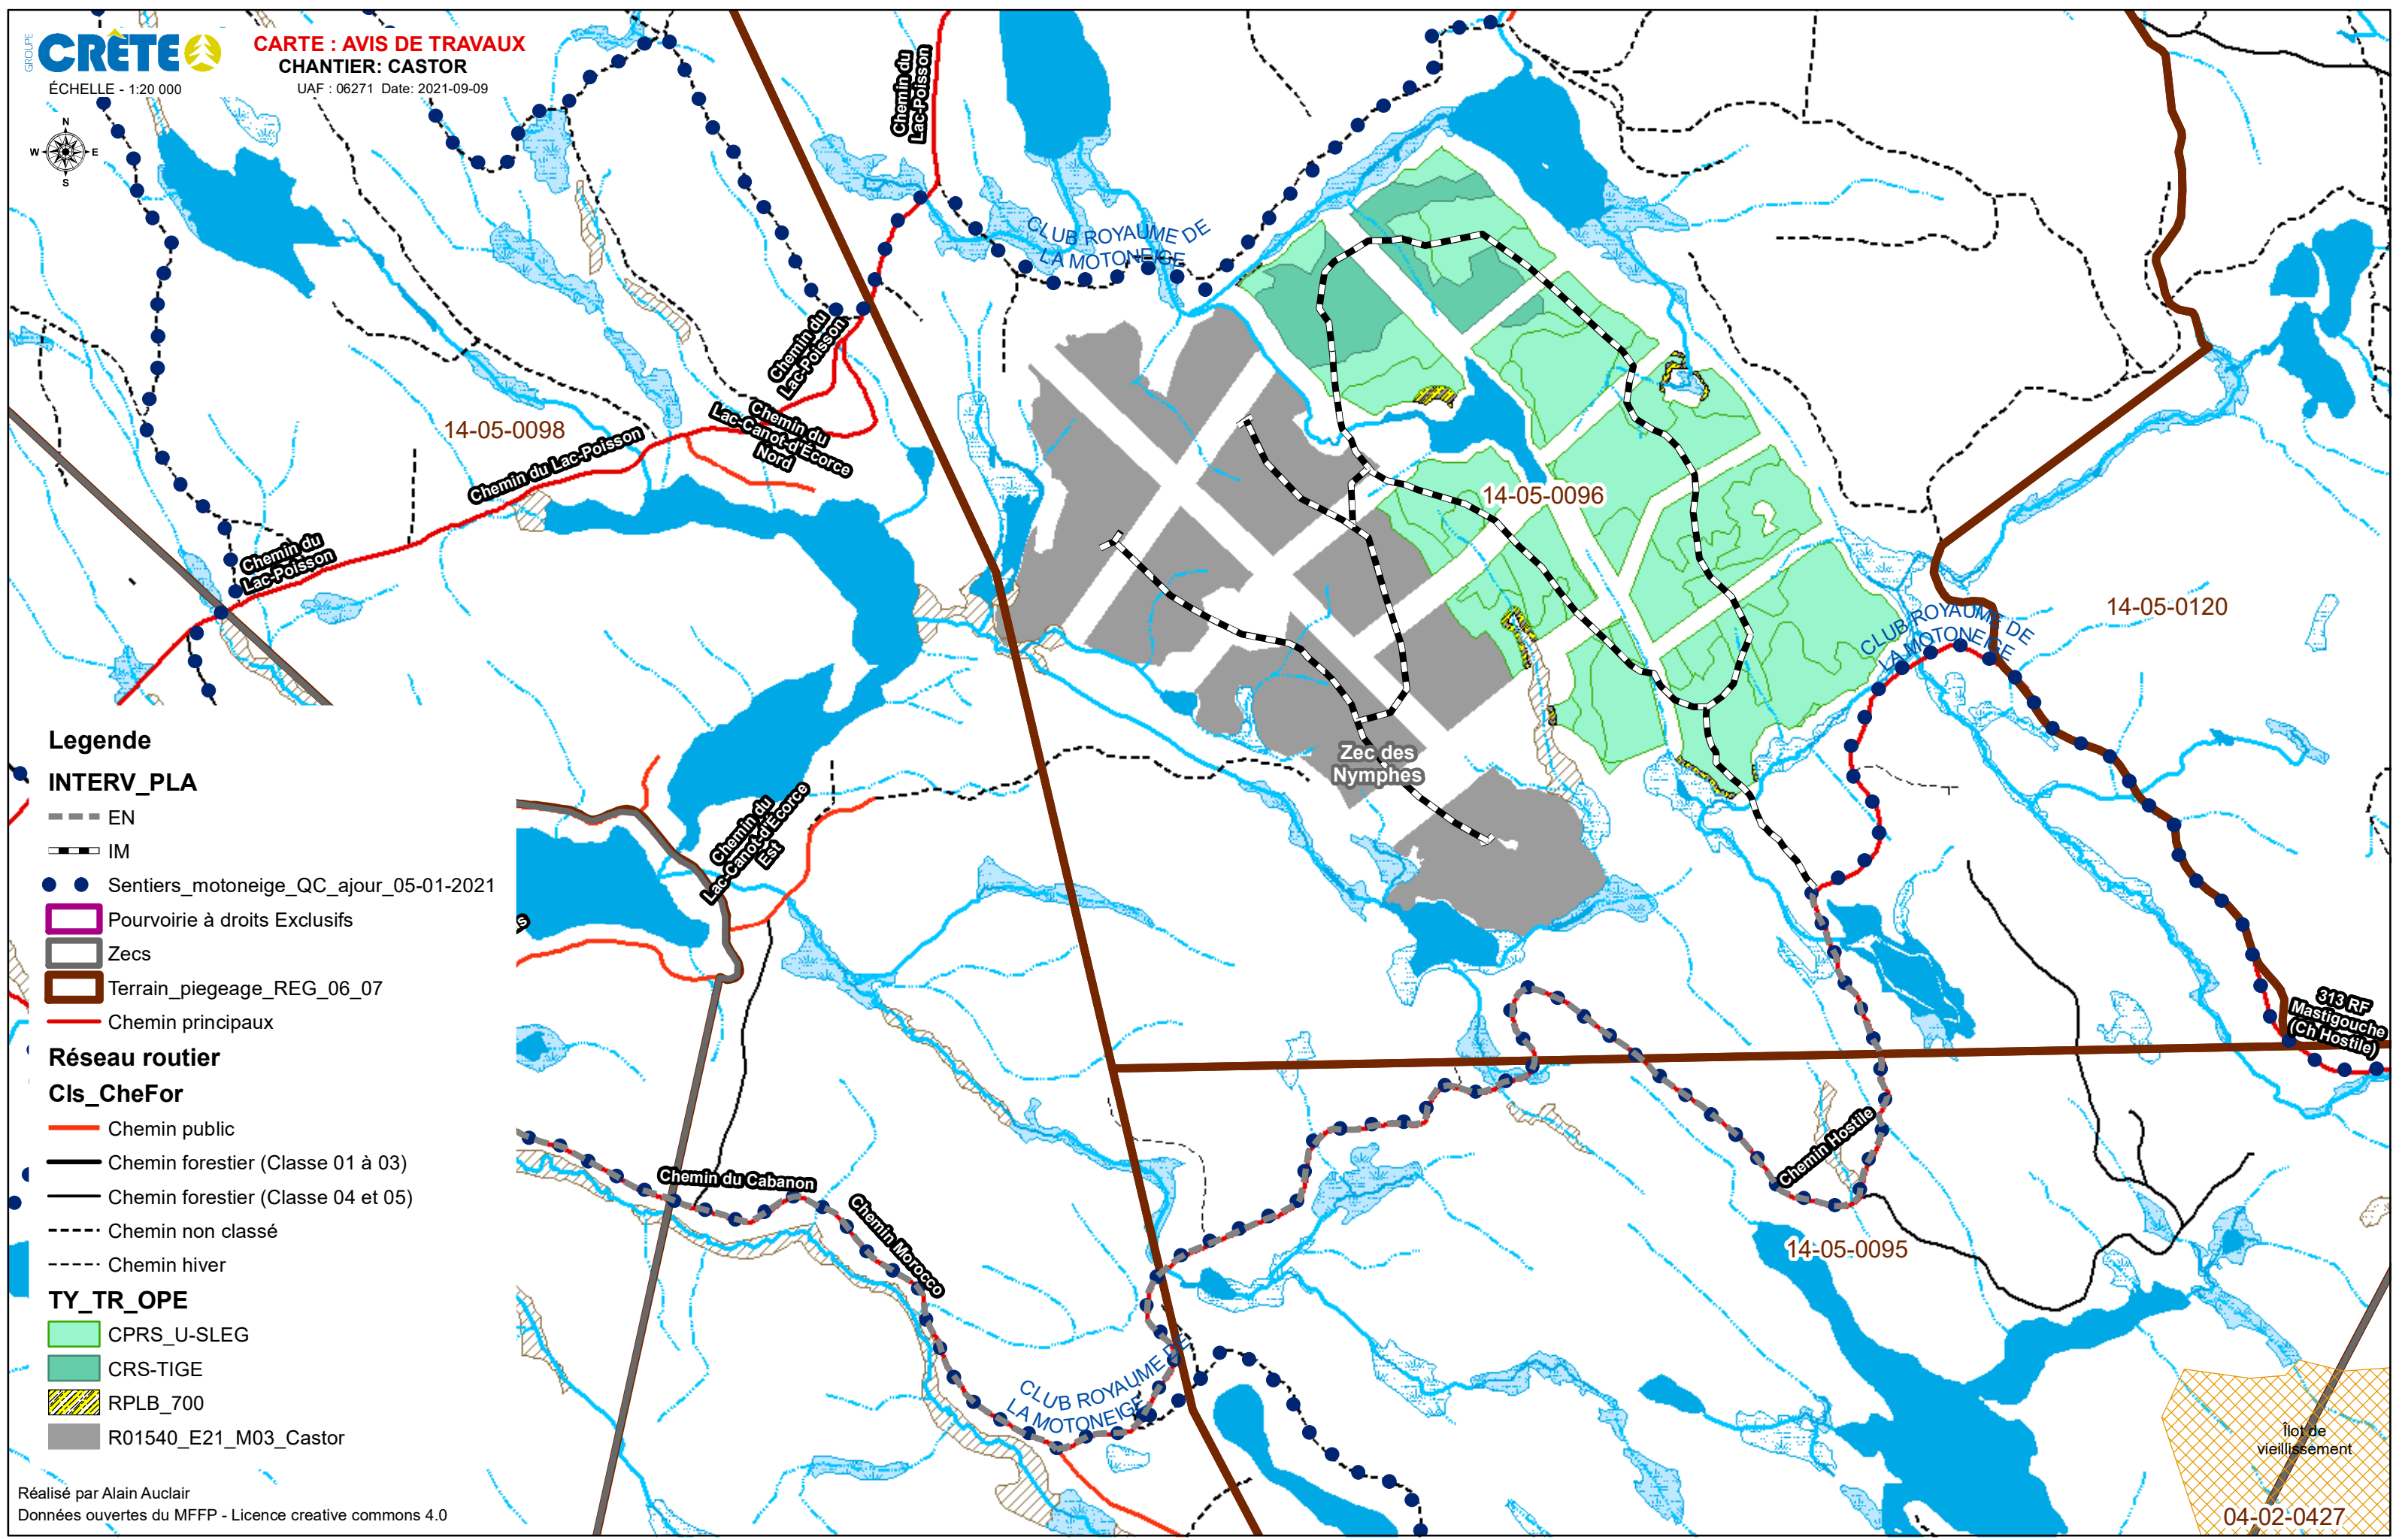 GROUPE
CRÊTE
ÉCHELLE - 1:20 000
CARTE : AVIS DE TRAVAUX
CHANTIER: CASTOR
UAF : 06271 Date: 2021-09-09
N
W
E
S
Chemin du
Lac-Poisson
CLUB ROYAUME DE
LA MOTONEIGE
Chemin du
Lac-Poisson
14-05-0098
Chemin du
Lac-Canot-d'Écorce
Nord
Chemin du Lac-Poisson
Chemin du
Lac-Poisson
14-05-0096
14-05-0120
CLUB ROYAUME DE
LA MOTONEIGE
Zec des
Nymphes
Chemin du
Lac-Canot-d'Écorce
Est
s
313 RF
Mastigouche
(Ch Hostile)
Chemin Hostile
Chemin du Cabanon
Chemin Morocco
14-05-0095
CLUB ROYAUME DE
LA MOTONEIGE
Îlot de
vieillissement
04-02-0427
Legende
INTERV_PLA
EN
IM
Sentiers_motoneige_QC_ajour_05-01-2021
Pourvoirie à droits Exclusifs
Zecs
Terrain_piegeage_REG_06_07
Chemin principaux
Réseau routier
Cls_CheFor
Chemin public
Chemin forestier (Classe 01 à 03)
Chemin forestier (Classe 04 et 05)
Chemin non classé
Chemin hiver
TY_TR_OPE
CPRS_U-SLEG
CRS-TIGE
RPLB_700
R01540_E21_M03_Castor
Réalisé par Alain Auclair
Données ouvertes du MFFP - Licence creative commons 4.0